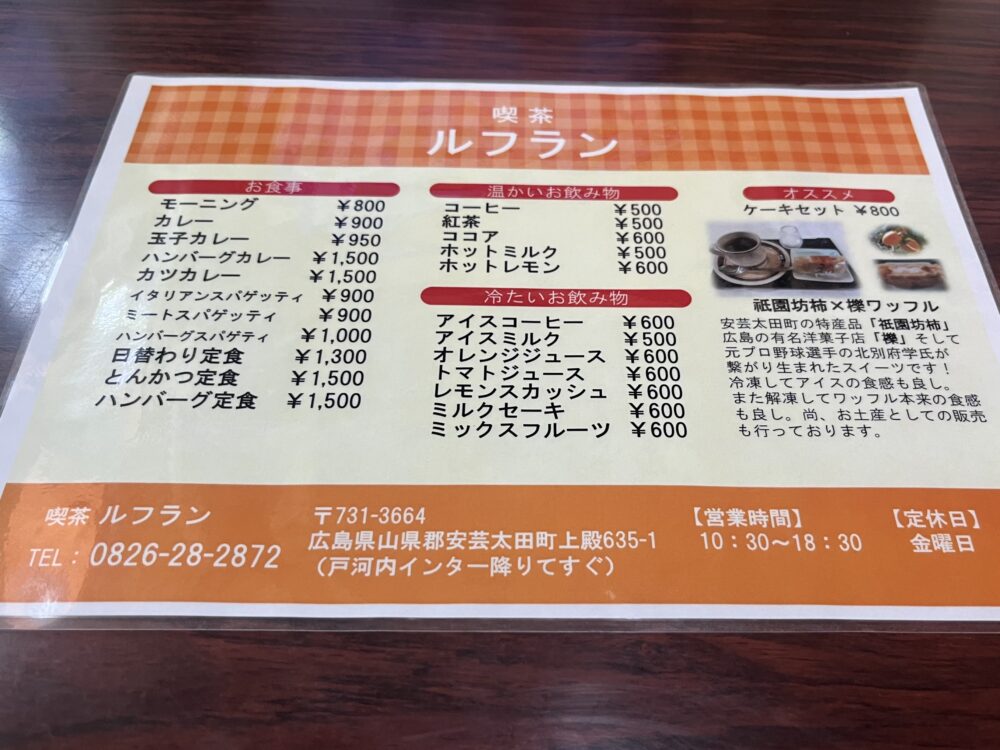 喫茶
ルフラン
お食事
モーニング ¥800
カレー ¥900
玉子カレー ¥950
ハンバーグカレー ¥1,500
カツカレー ¥1,500
イタリアンスパゲッティ ¥900
ミートスパゲッティ ¥900
ハンバーグスパゲティ ¥1,000
日替わり定食 ¥1,300
とんかつ定食 ¥1,500
ハンバーグ定食 ¥1,500
温かいお飲み物
コーヒー ¥500
紅茶 ¥500
ココア ¥600
ホットミルク ¥500
ホットレモン ¥600
冷たいお飲み物
アイスコーヒー ¥600
アイスミルク ¥500
オレンジジュース ¥600
トマトジュース ¥600
レモンスカッシュ ¥600
ミルクセーキ ¥600
ミックスフルーツ ¥600
オススメ
ケーキセット ¥800
祇園坊柿×櫟ワッフル
安芸太田町の特産品「祇園坊柿」
広島の有名洋菓子店「櫟」そして
元プロ野球選手の北別府学氏が
繋がり生まれたスイーツです!
冷凍してアイスの食感も良し。
また解凍してワッフル本来の食感
も良し。尚、お土産としての販売
も行っております。
喫茶 ルフラン
TEL:0826-28-2872
〒731-3664
広島県山県郡安芸太田町上殿635-1
(戸河内インター降りてすぐ)
【営業時間】
10:30〜18:30
【定休日】
金曜日